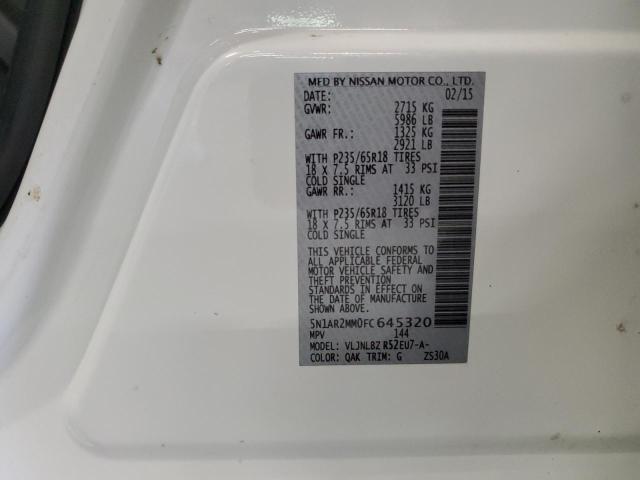 MFD BY NISSAN MOTOR CO., LTD.
DATE: 02/15
GVWR: 2715 KG
5986 LB
GAWR FR.: 1325 KG
2921 LB
WITH P235/65R18 TIRES
18 X 7.5 RIMS AT 33 PSI
COLD SINGLE
GAWR RR.: 1415 KG
3120 LB
WITH P235/65R18 TIRES
18 X 7.5 RIMS AT 33 PSI
COLD SINGLE
THIS VEHICLE CONFORMS TO
ALL APPLICABLE FEDERAL
MOTOR VEHICLE SAFETY AND
THEFT PREVENTION
STANDARDS IN EFFECT ON
THE DATE OF MANUFACTURE
SHOWN ABOVE.
5N1AR2MM0FC645320
MPV 144
MODEL: VLJNLBZ R52EU7-A-
COLOR: QAK TRIM: G ZS30A